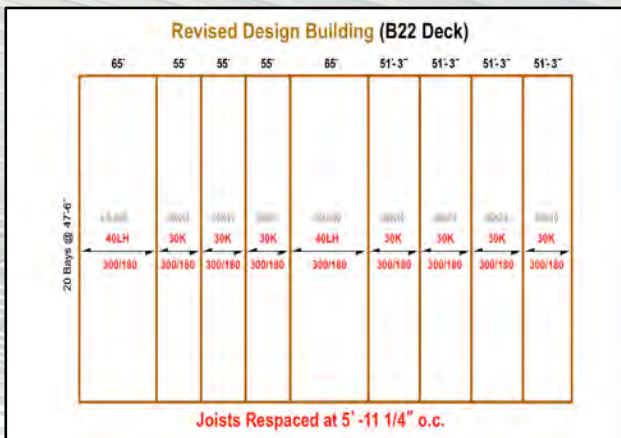 Revised Design Building (B22 Deck)
65' 55' 55' 55' 65' 51'-3" 51'-3" 51'-3" 51'-3"
20 Bays @ 47'-6"
40LH 30K 30K 30K 40LH 30K 30K 30K 30K
300/180 300/180 300/180 300/180 300/180 300/180 300/180 300/180 300/180
Joists Respaced at 5' -11 1/4" o.c.